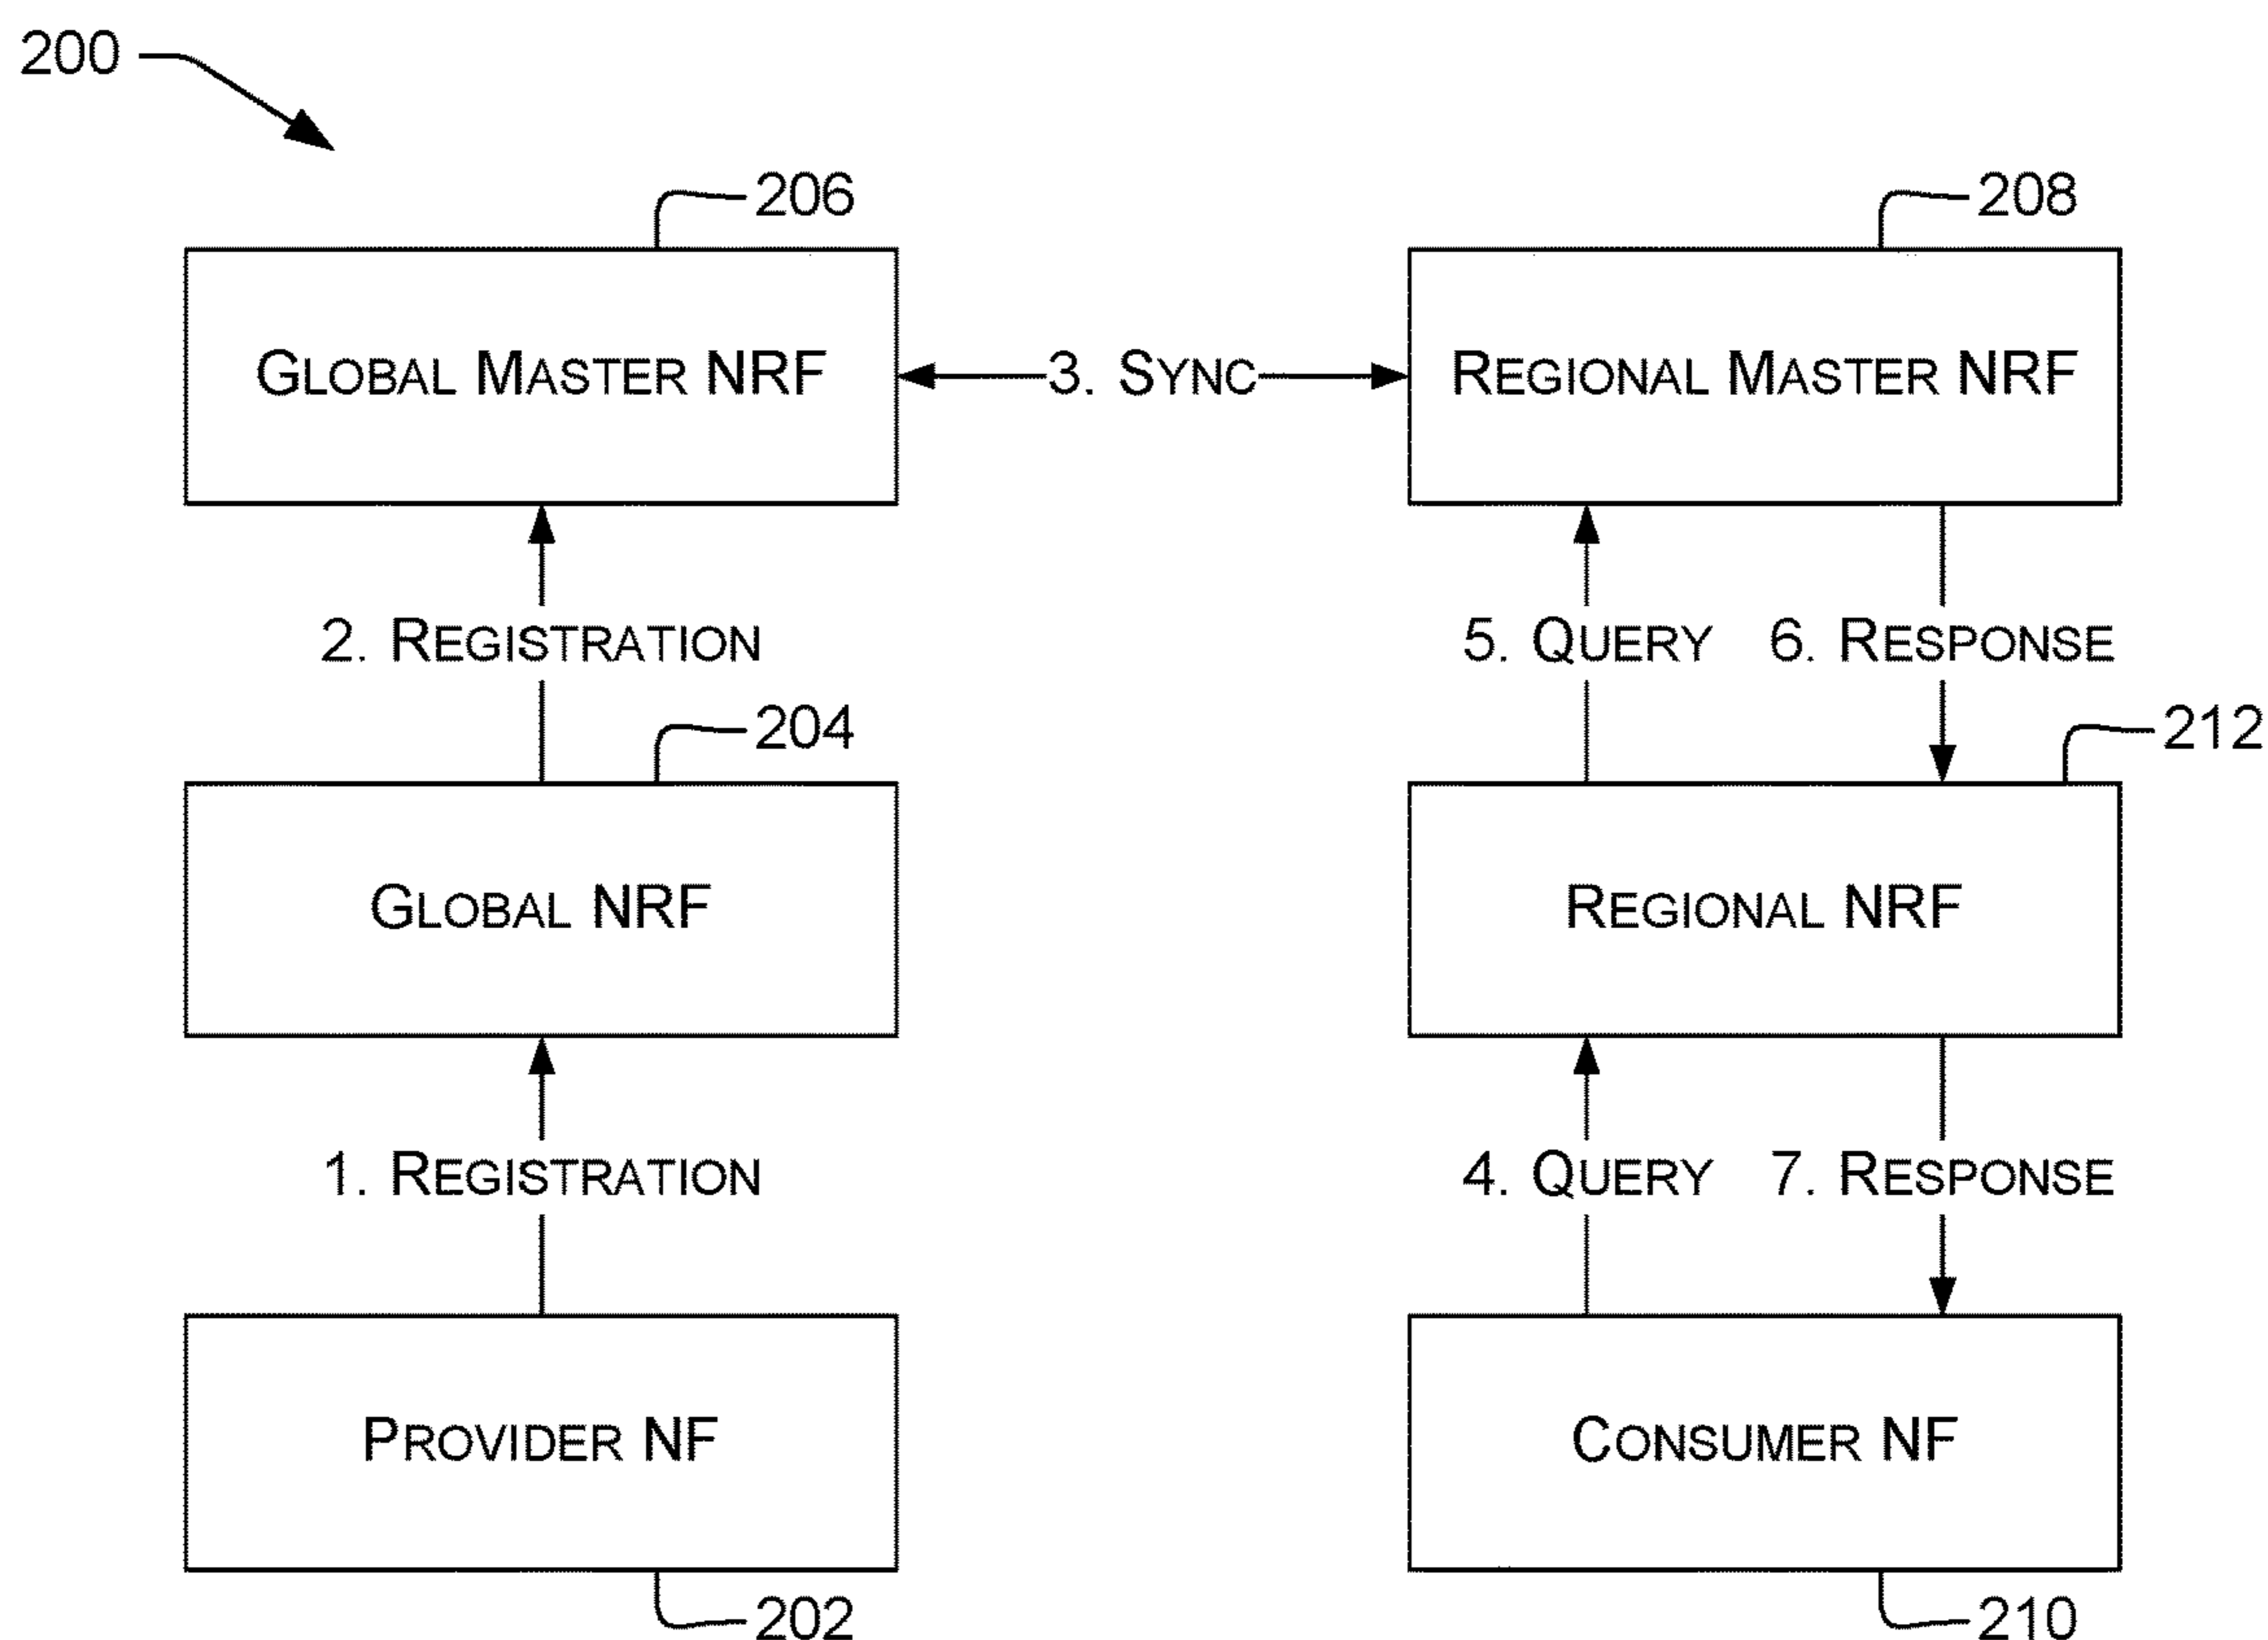 200
206
208
GLOBAL MASTER NRF
3. SYNC
REGIONAL MASTER NRF
2. REGISTRATION
5. QUERY
6. RESPONSE
204
212
GLOBAL NRF
REGIONAL NRF
1. REGISTRATION
4. QUERY
7. RESPONSE
PROVIDER NF
CONSUMER NF
202
210